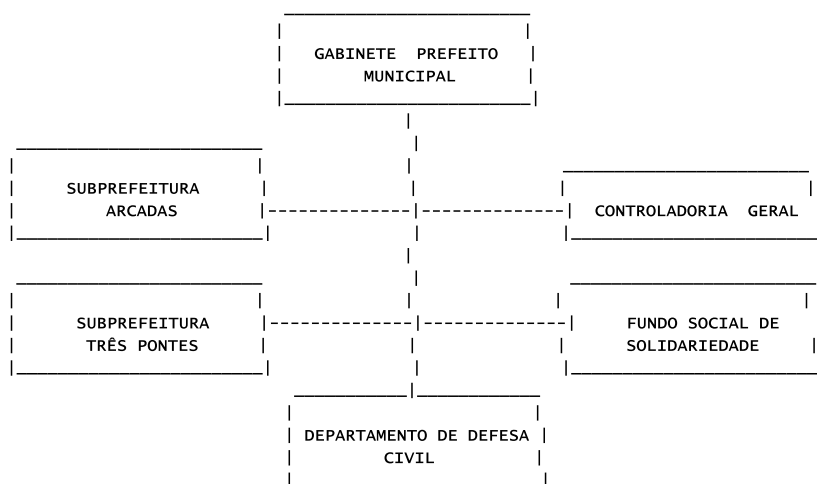 GABINETE PREFEITO
MUNICIPAL
SUBPREFEITURA
ARCADAS
CONTROLADORIA GERAL
SUBPREFEITURA
TRÊS PONTES
FUNDO SOCIAL DE
SOLIDARIEDADE
DEPARTAMENTO DE DEFESA
CIVIL